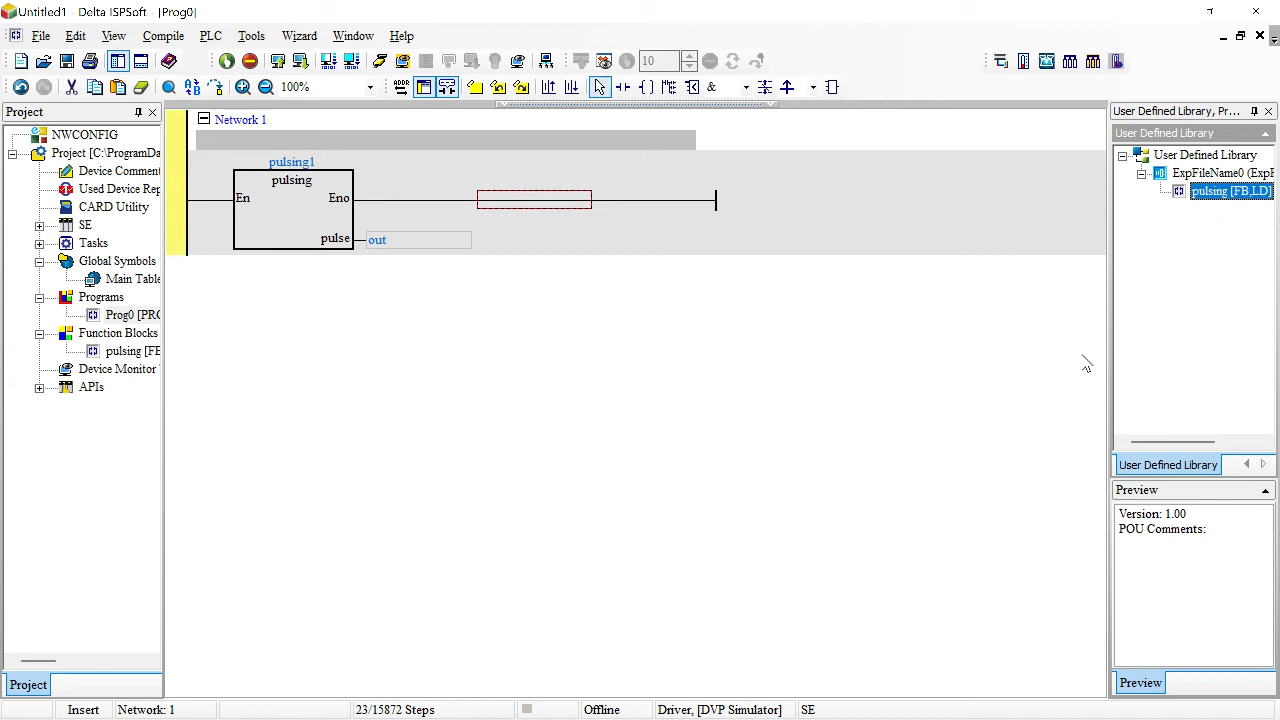 Untitled1 - Delta ISPSoft - [Prog0]
File Edit View Compile PLC Tools Wizard Window Help
10
100% &
Project
NWCONFIG
Project [C:\ProgramDa
Device Commen
Used Device Rep
CARD Utility
SE
Tasks
Global Symbols
Main Table
Programs
Prog0 [PRO
Function Blocks
pulsing [FE
Device Monitor
APIs
Project
Network 1
pulsing1
pulsing
En Eno
pulse out
User Defined Library, Pr...
User Defined Library
User Defined Library
ExpFileName0 (ExpF
pulsing [FB,LD]
User Defined Library
Preview
Version: 1.00
POU Comments:
Preview
Insert Network: 1 23/15872 Steps Offline Driver, [DVP Simulator] SE